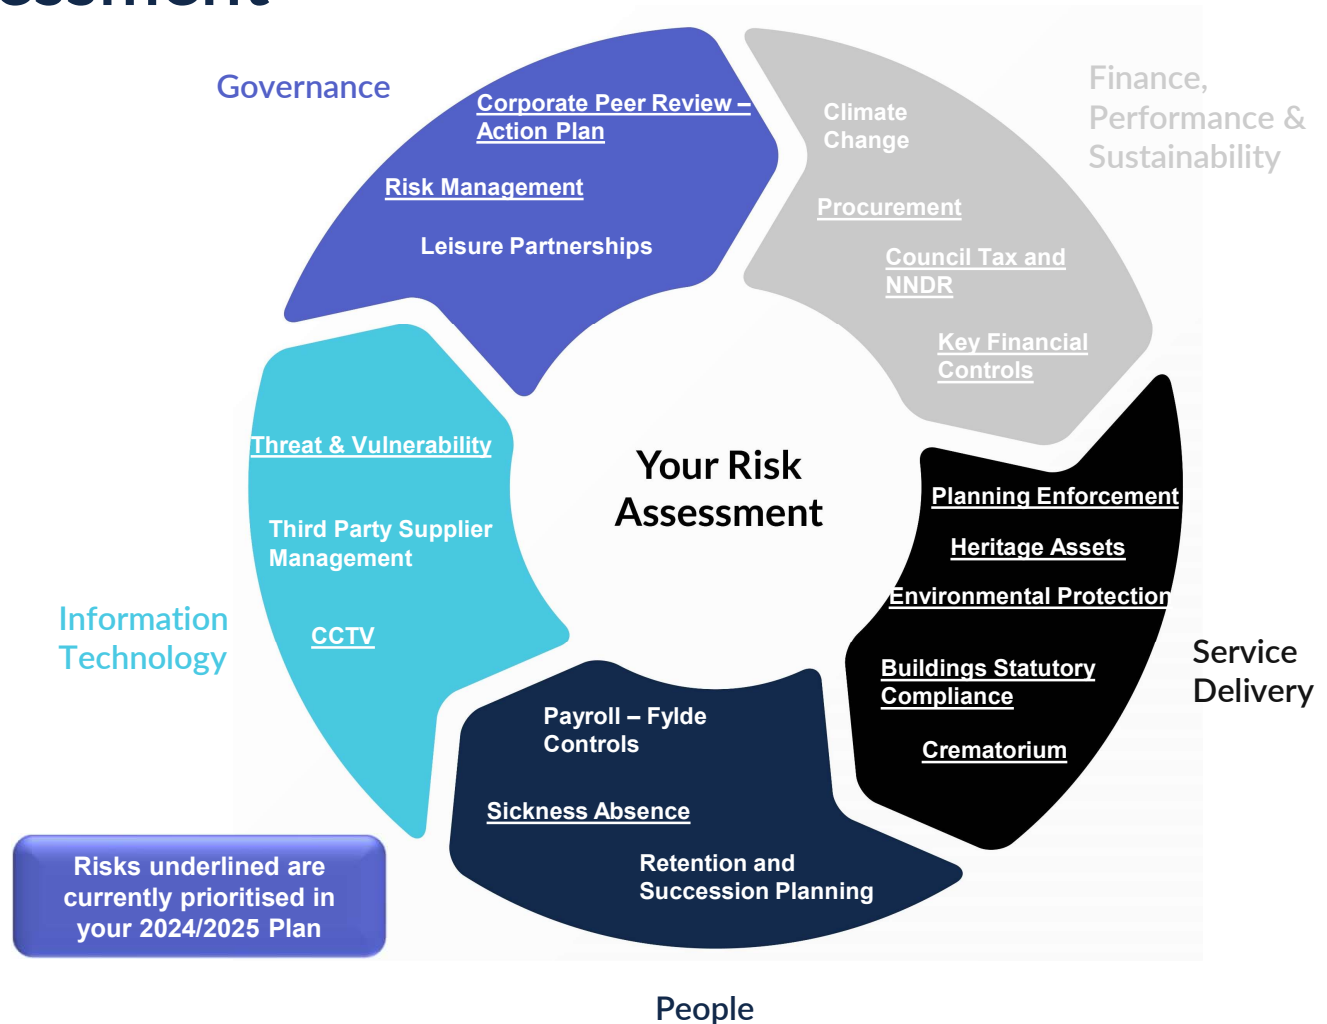 Governance
Corporate Peer Review –
Action Plan
Risk Management
Leisure Partnerships
Finance,
Performance &
Sustainability
Climate
Change
Procurement
Council Tax and
NNDR
Key Financial
Controls
Your Risk
Assessment
Threat & Vulnerability
Third Party Supplier
Management
CCTV
Information
Technology
Planning Enforcement
Heritage Assets
Environmental Protection
Buildings Statutory
Compliance
Crematorium
Service
Delivery
Payroll – Fylde
Controls
Sickness Absence
Retention and
Succession Planning
People
Risks underlined are
currently prioritised in
your 2024/2025 Plan